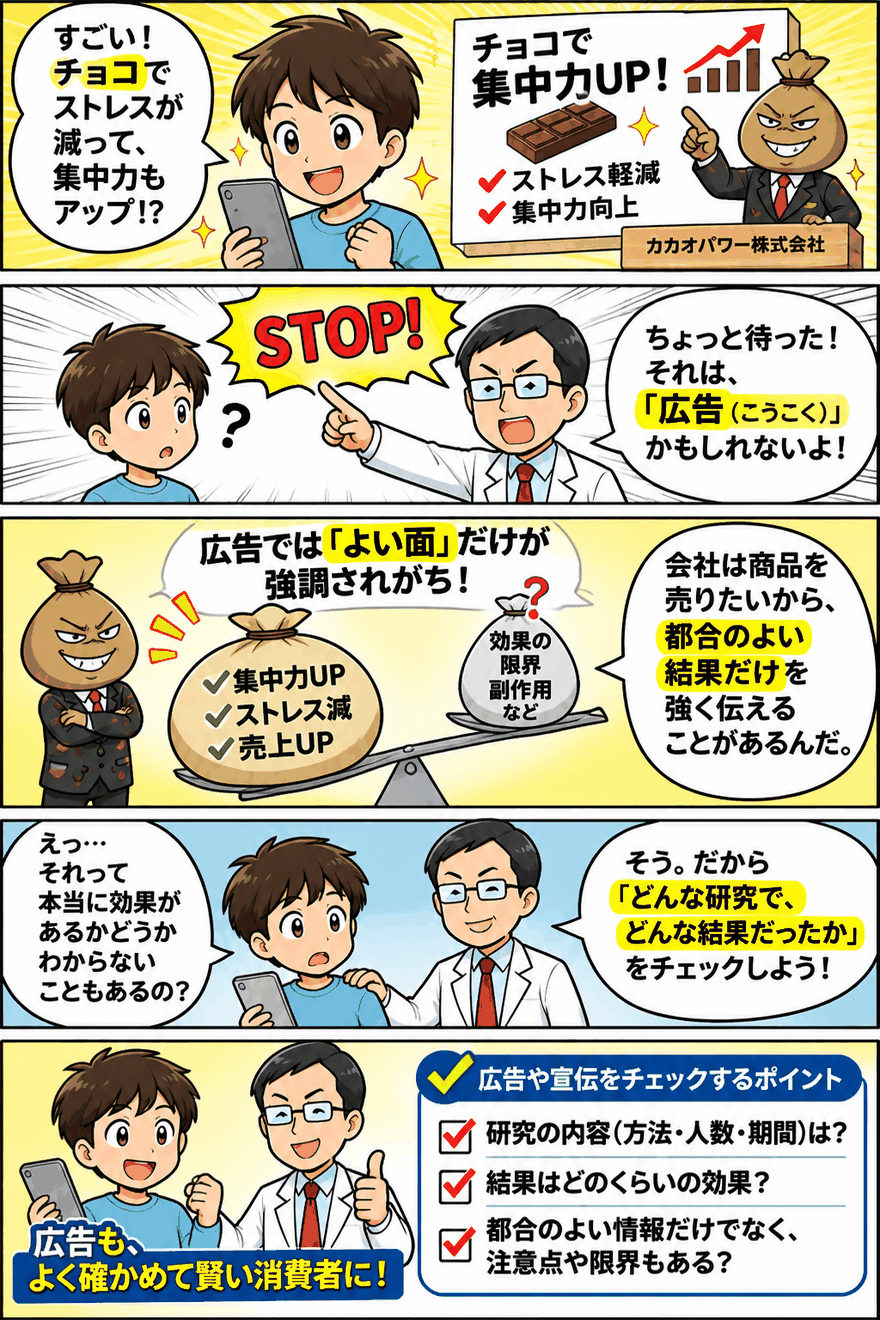 すごい！
チョコで
ストレスが
減って、
集中力も
アップ!?
チョコで
集中力UP！
ストレス軽減
集中力向上
カカオパワー株式会社
STOP!
?
ちょっと待った！
それは、
「広告（こうこく）」
かもしれないよ！
広告では「よい面」だけが
強調されがち！
集中力UP
ストレス減
売上UP
?
効果の
限界
副作用
など
会社は商品を
売りたいから、
都合のよい
結果だけを
強く伝える
ことがあるんだ。
えっ…
それって
本当に効果が
あるかどうか
わからない
こともあるの？
そう。だから
「どんな研究で、
どんな結果だったか」
をチェックしよう！
広告も、
よく確かめて賢い消費者に！
広告や宣伝をチェックするポイント
研究の内容（方法・人数・期間）は？
結果はどのくらいの効果？
都合のよい情報だけでなく、
注意点や限界もある？